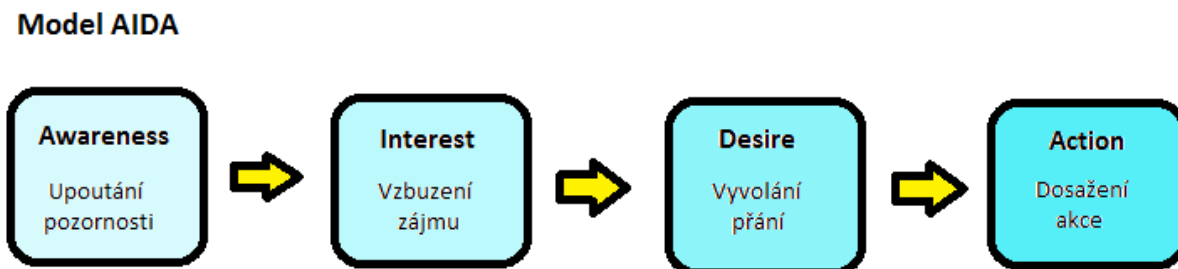 Model AIDA
Awareness
Upoutání
pozornosti
Interest
Vzbuzení
zájmu
Desire
Vyvolání
přání
Action
Dosažení
akce